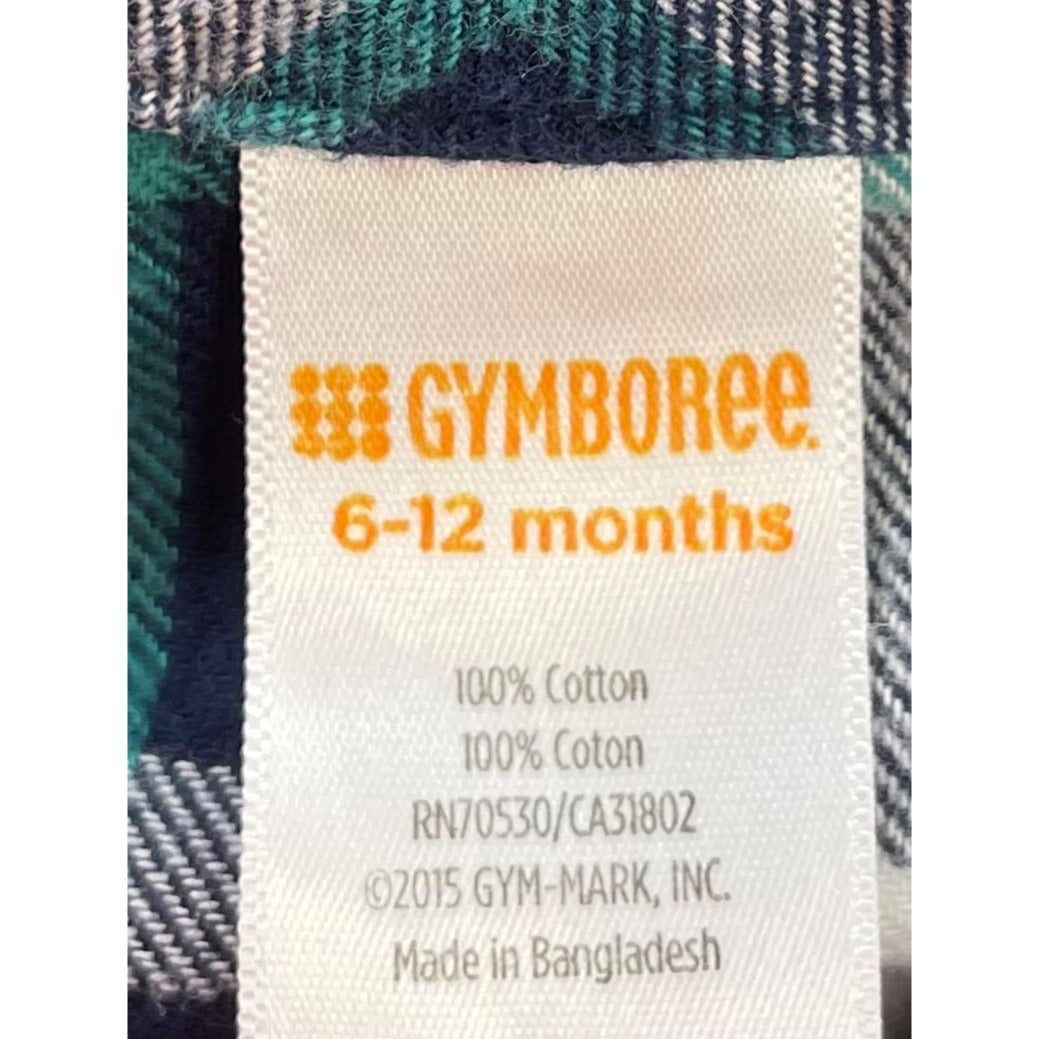 GYMBOREE.
6-12 months
100% Cotton
100% Coton
RN70530/CA31802
©2015 GYM-MARK, INC.
Made in Bangladesh